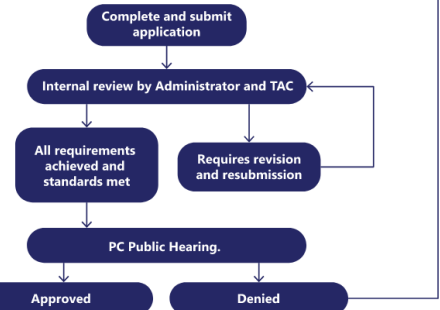 Complete and submit
application
Internal review by Administrator and TAC
All requirements
achieved and
standards met
Requires revision
and resubmission
PC Public Hearing.
Approved
Denied